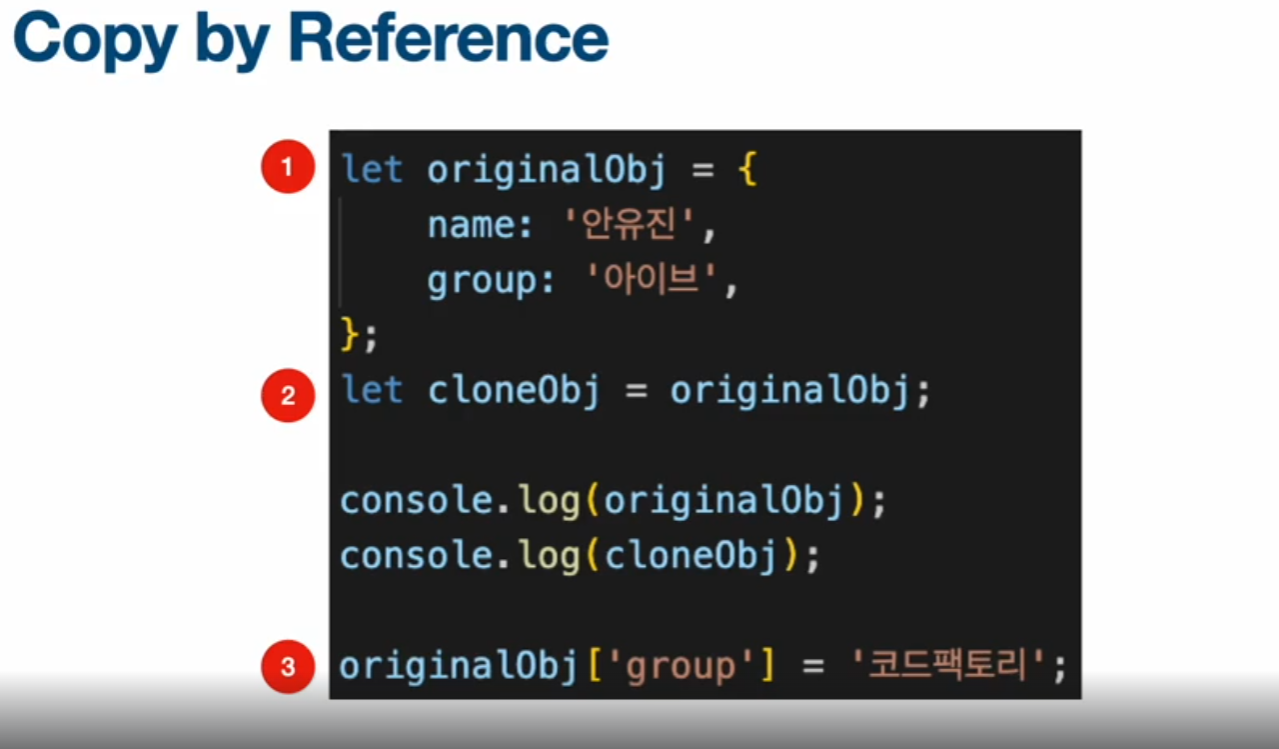 Copy by Reference
1 let originalObj = {
name: '안유진',
group: '아이브',
};
2 let cloneObj = originalObj;
console.log(originalObj);
console.log(cloneObj);
3 originalObj['group'] = '코드팩토리';